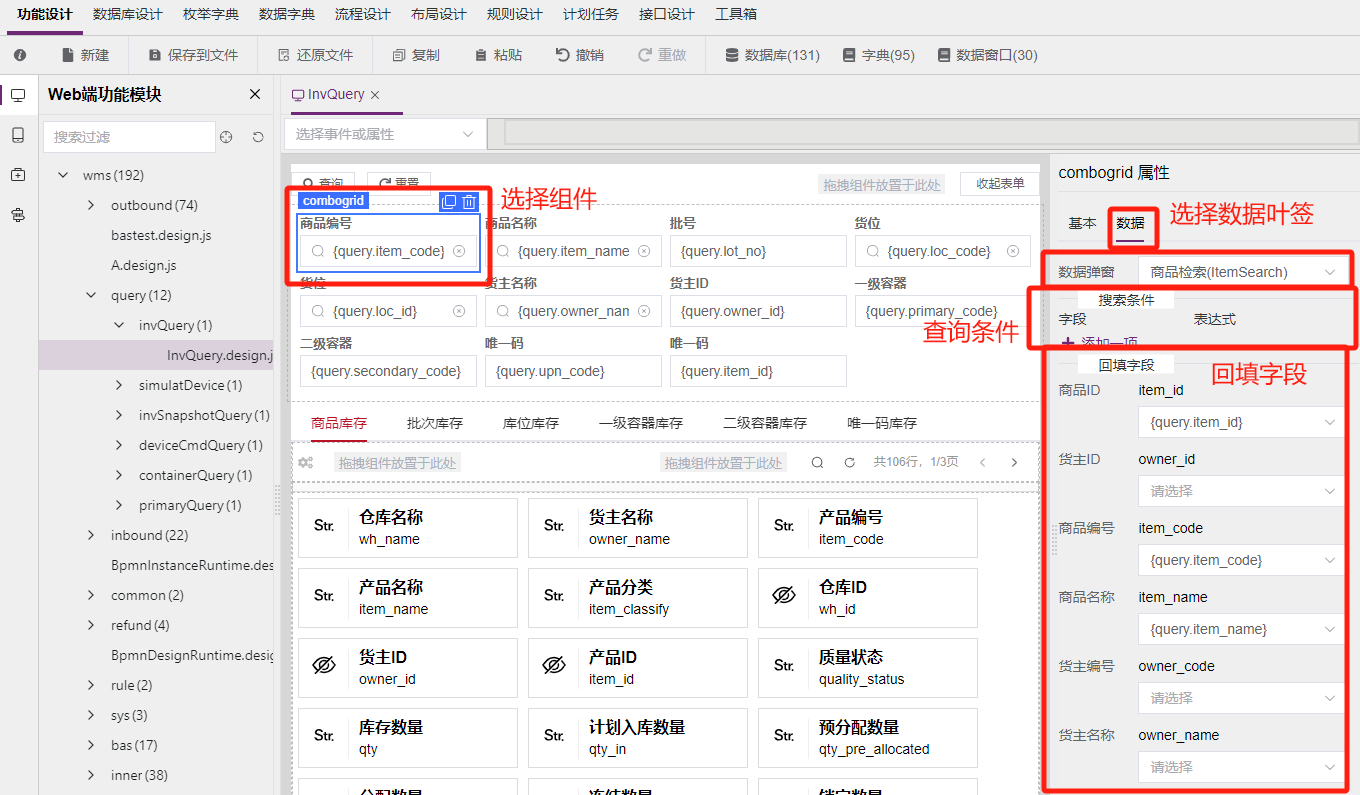 功能设计 数据库设计 枚举字典 数据字典 流程设计 布局设计 规则设计 计划任务 接口设计 工具箱
新建 保存到文件 还原文件 复制 粘贴 撤销 重做 数据库(131) 字典(95) 数据窗口(30)
Web端功能模块
搜索过滤
wms(192)
outbound(74)
bastest.design.js
A.design.js
query(12)
invQuery(1)
InvQuery.design.j
simulatDevice(1)
invSnapshotQuery(1)
deviceCmdQuery(1)
containerQuery(1)
primaryQuery(1)
inbound(22)
BpmnInstanceRuntime.des
common(2)
refund(4)
BpmnDesignRuntime.desig
rule(2)
sys(3)
bas(17)
inner(38)
InvQuery
选择事件或属性
查询 重置 拖拽组件放置于此处 收起表单
combogrid 选择组件
商品编号 商品名称 批号 货位
{query.item_code} {query.item_name} {query.lot_no} {query.loc_code}
货位 货主名称 货主ID 一级容器
{query.loc_id} {query.owner_nam {query.owner_id} {query.primary_code}
二级容器 唯一码 唯一码
{query.secondary_code} {query.upn_code} {query.item_id}
商品库存 批次库存 库位库存 一级容器库存 二级容器库存 唯一码库存
拖拽组件放置于此处 拖拽组件放置于此处 共106行，1/3页
Str. 仓库名称 Str. 货主名称 Str. 产品编号
wh_name owner_name item_code
Str. 产品名称 Str. 产品分类 仓库ID
item_name item_classify wh_id
货主ID 产品ID Str. 质量状态
owner_id item_id quality_status
Str. 库存数量 Str. 计划入库数量 Str. 预分配数量
qty qty_in qty_pre_allocated
分配数量 冻结数量 锁定数量
combogrid 属性
基本 数据 选择数据叶签
数据弹窗 商品检索(ItemSearch)
搜索条件
字段 表达式
查询条件
添加一项
回填字段
回填字段
商品ID item_id
{query.item_id}
货主ID owner_id
请选择
商品编号 item_code
{query.item_code}
商品名称 item_name
{query.item_name}
货主编号 owner_code
请选择
货主名称 owner_name
请选择